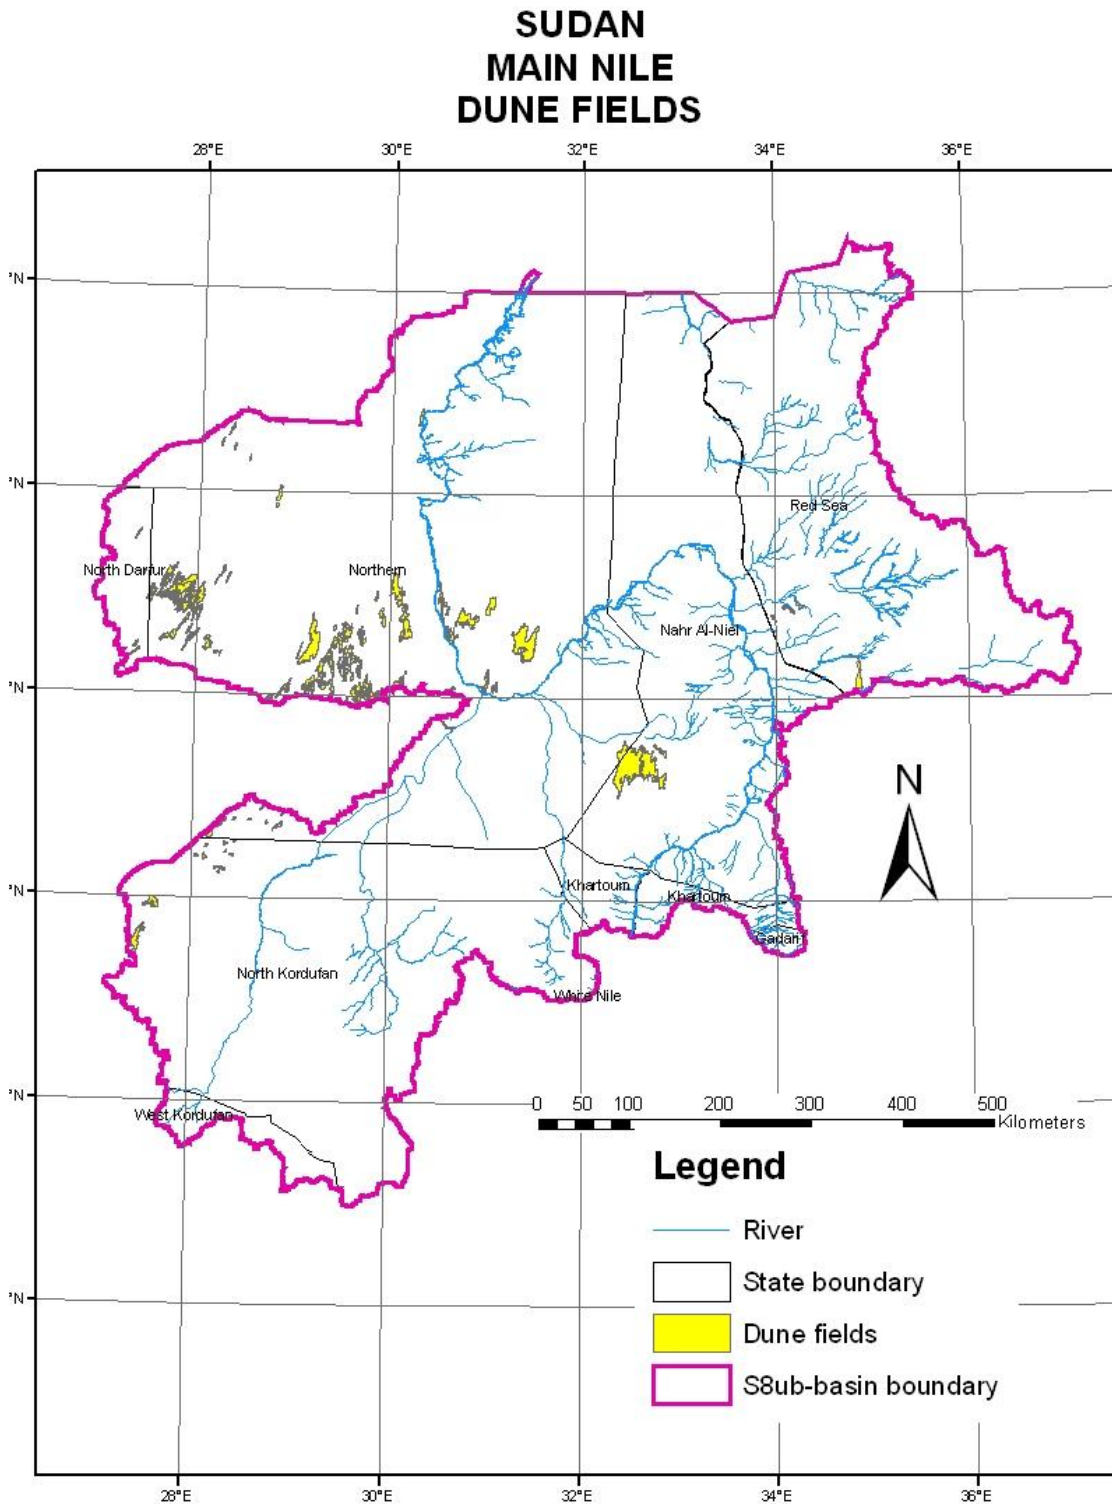 SUDAN
MAIN NILE
DUNE FIELDS
28°E 30°E 32°E 34°E 36°E
°N
°N
Red Sea
North Darfur
Northern
Nahr Al-Niel
°N
N
Khartoum
°N
Khartoum
Gadarif
North Kordufan
White Nile
°N
West Kordufan
0 50 100 200 300 400 500
Kilometers
Legend
River
State boundary
°N
Dune fields
S8ub-basin boundary
28°E 30°E 32°E 34°E 36°E